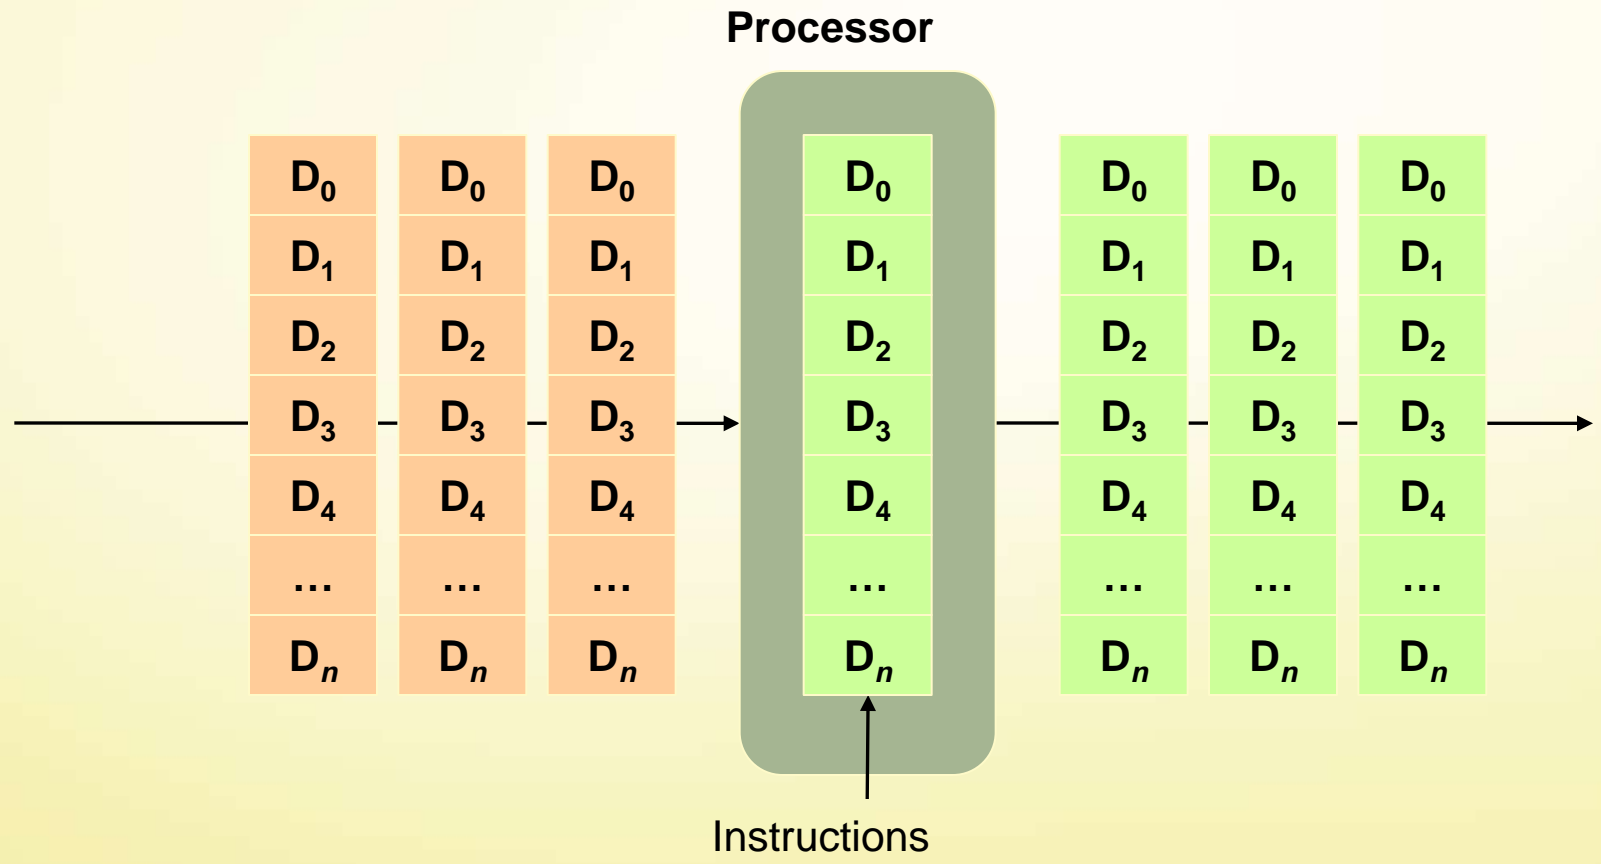 Processor
D0 D0 D0 D0 D0 D0 D0
D1 D1 D1 D1 D1 D1 D1
D2 D2 D2 D2 D2 D2 D2
D3 D3 D3 D3 D3 D3 D3
D4 D4 D4 D4 D4 D4 D4
... ... ... ... ... ... ...
Dn Dn Dn Dn Dn Dn Dn
Instructions